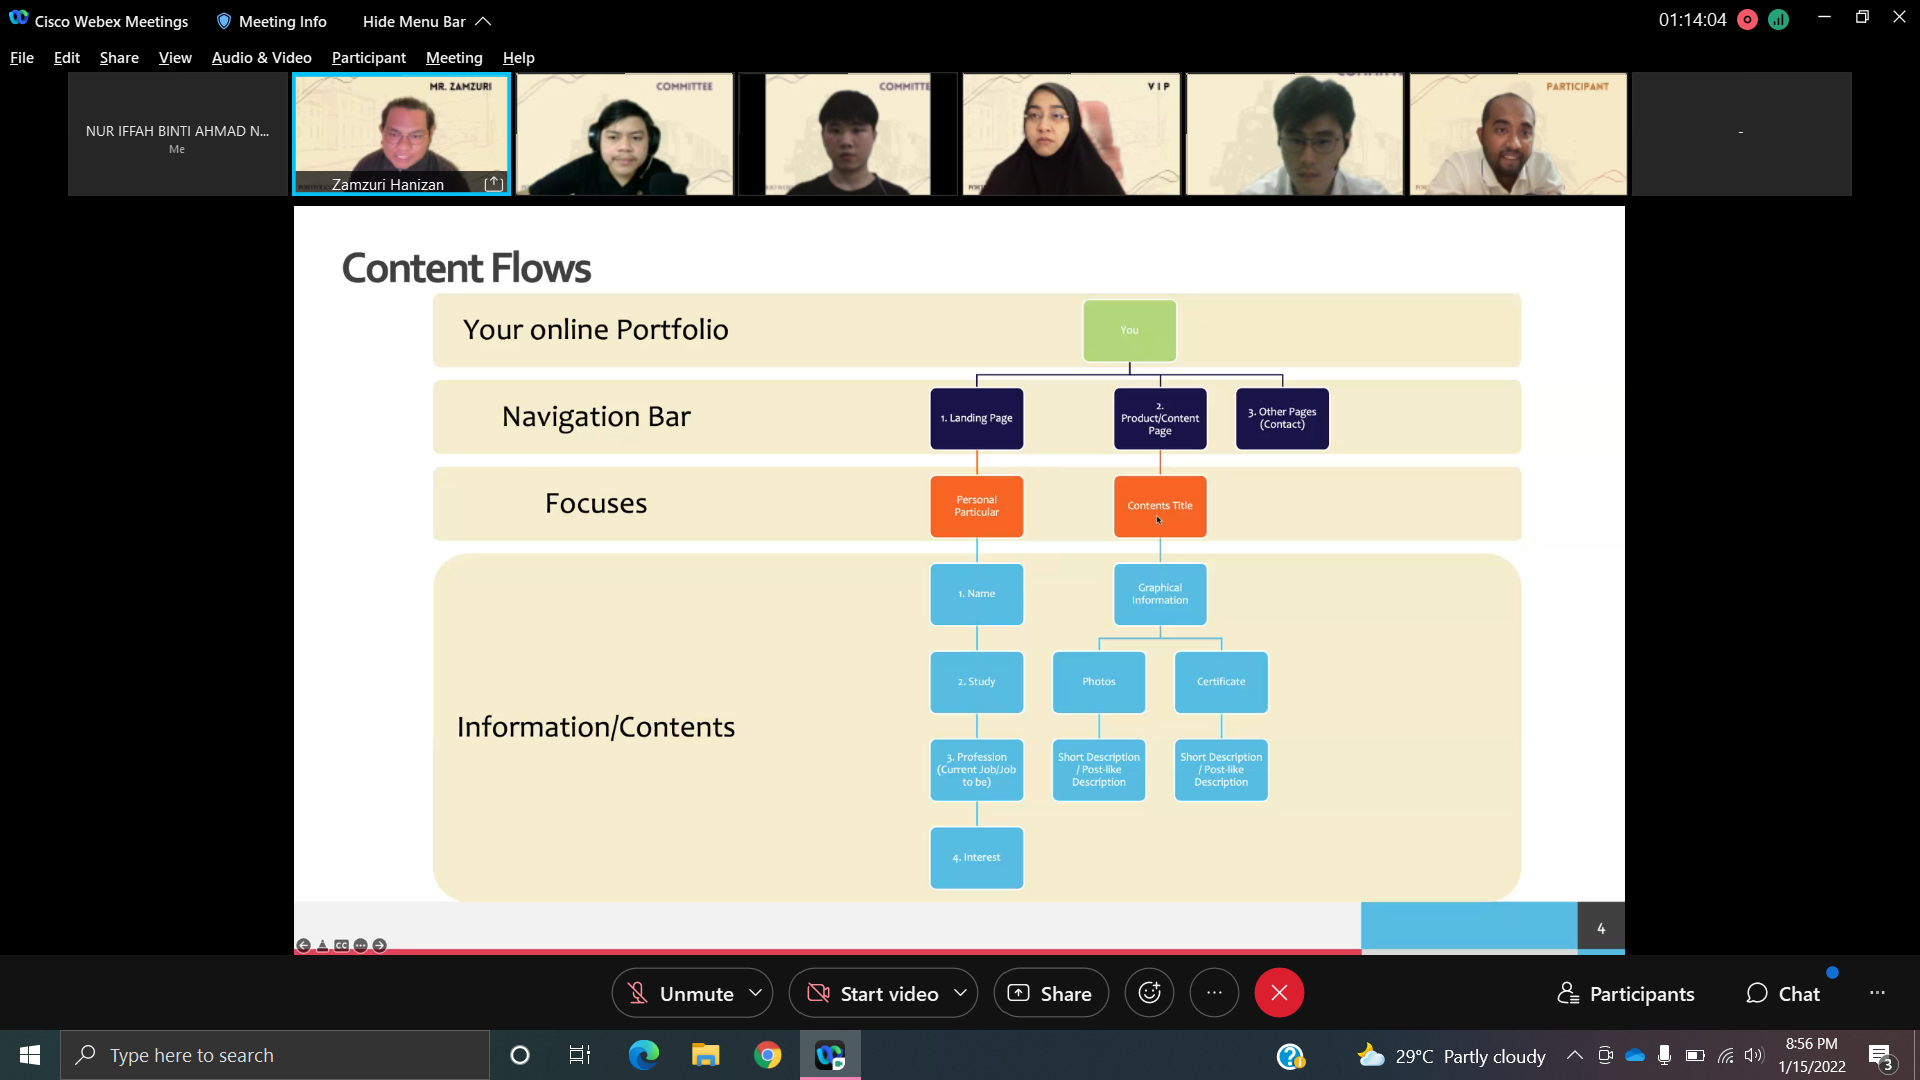 Cisco Webex Meetings
Meeting Info
Hide Menu Bar
01:14:04
File Edit Share View Audio & Video Participant Meeting Help
NUR IFFAH BINTI AHMAD N...
Me
MR. ZAMZURI
Zamzuri Hanizan
COMMITTEE
COMMITTE
VIP
COMMITTEE
PARTICIPANT
-
Content Flows
Your online Portfolio
You
Navigation Bar
1. Landing Page
2.
Product/Content
Page
3. Other Pages
(Contact)
Focuses
Personal
Particular
Contents Title
Information/Contents
1. Name
Graphical
Information
2. Study
Photos
Certificate
3. Profession
(Current Job/Job
to be)
Short Description
/ Post-like
Description
Short Description
/ Post-like
Description
4. Interest
4
CC
Unmute
Start video
Share
Participants
Chat
Type here to search
29°C Partly cloudy
8:56 PM
1/15/2022
3